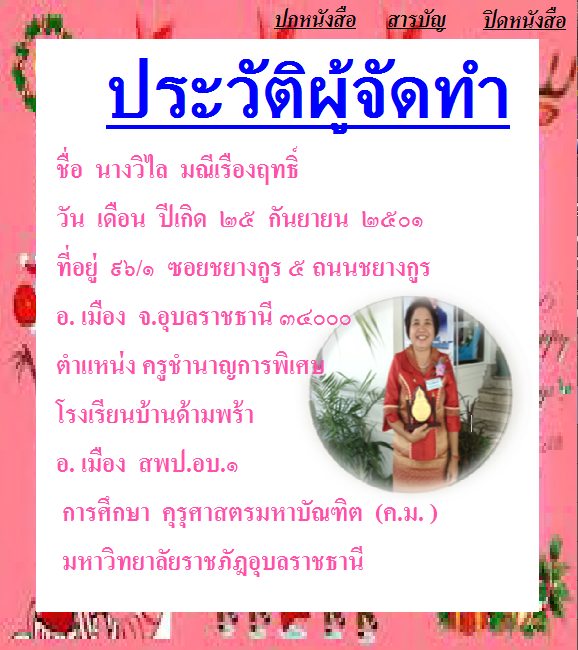 ปกหนังสือ สารบัญ ปิดหนังสือ
ประวัติผู้จัดทำ
ชื่อ นางวิไล มณีเรืองฤทธิ์
วัน เดือน ปีเกิด ๒๕ กันยายน ๒๕๐๑
ที่อยู่ ๙๖/๑ ซอยชยางกูร ๕ ถนนชยางกูร
อ. เมือง จ.อุบลราชธานี ๓๔๐๐๐
ตำแหน่ง ครูชำนาญการพิเศษ
โรงเรียนบ้านด้ามพร้า
อ. เมือง สพป.อบ.๑
การศึกษา คุรุศาสตรมหาบัณฑิต (ค.ม. )
มหาวิทยาลัยราชภัฎอุบลราชธานี